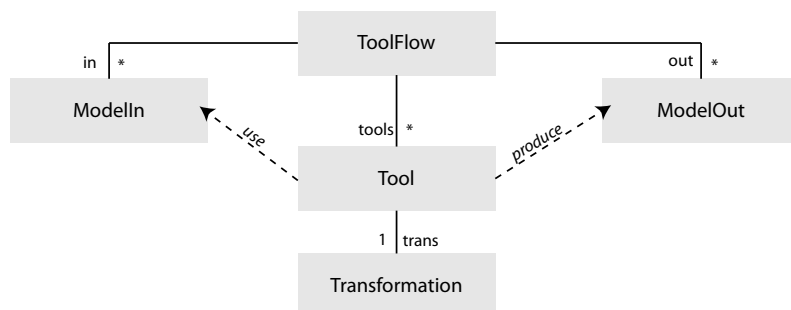 ToolFlow
in * out *
ModelIn ModelOut
use tools * produce
Tool
1 trans
Transformation